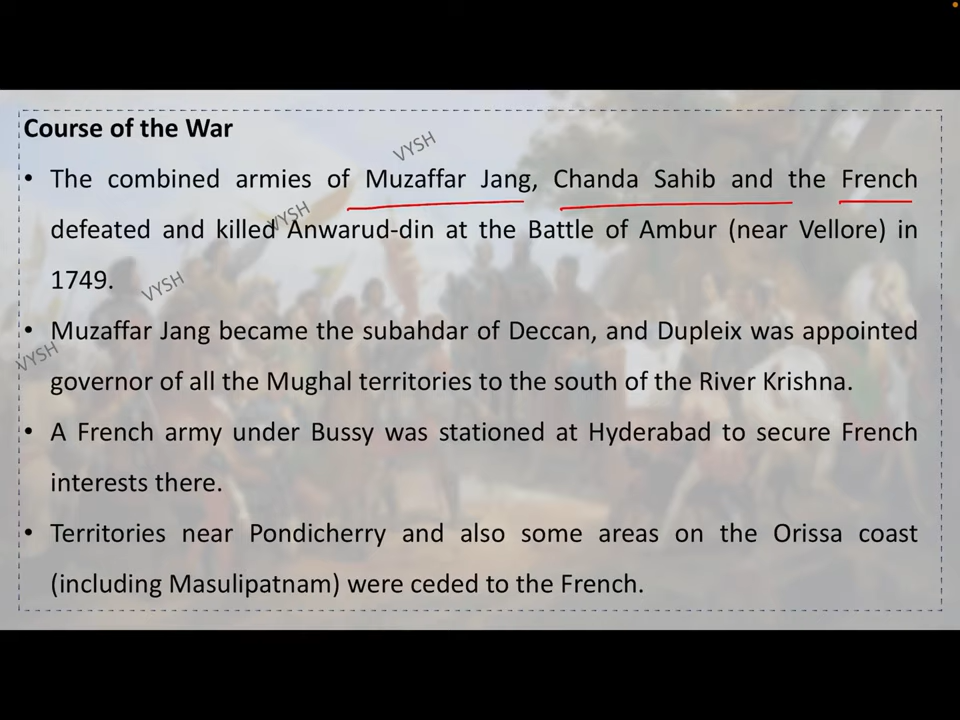 Course of the War
VYSH
• The combined armies of Muzaffar Jang, Chanda Sahib and the French
VYSH
defeated and killed Anwarud-din at the Battle of Ambur (near Vellore) in
VYSH
1749.
• Muzaffar Jang became the subahdar of Deccan, and Dupleix was appointed
VYSH
governor of all the Mughal territories to the south of the River Krishna.
• A French army under Bussy was stationed at Hyderabad to secure French
interests there.
• Territories near Pondicherry and also some areas on the Orissa coast
(including Masulipatnam) were ceded to the French.